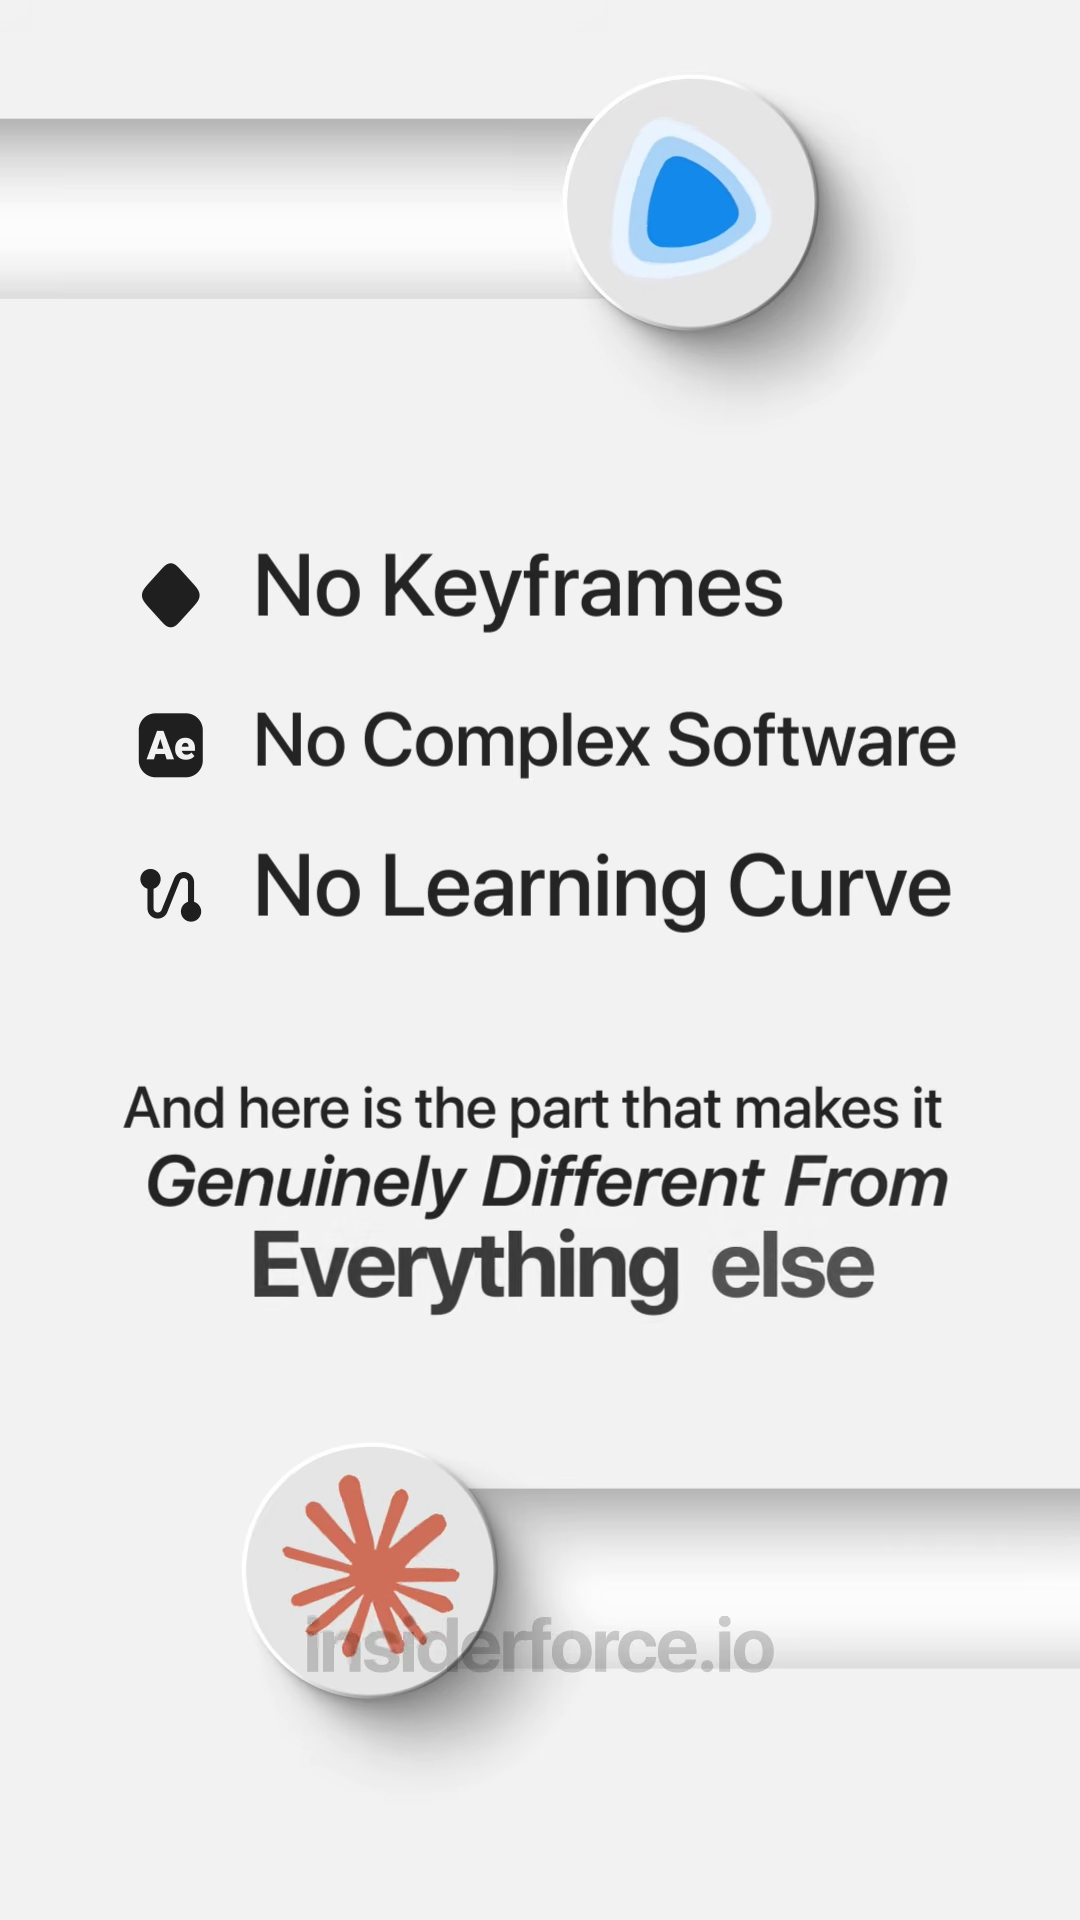 No Keyframes
Ae
No Complex Software
No Learning Curve
And here is the part that makes it
Genuinely Different From
Everything else
insiderforce.io